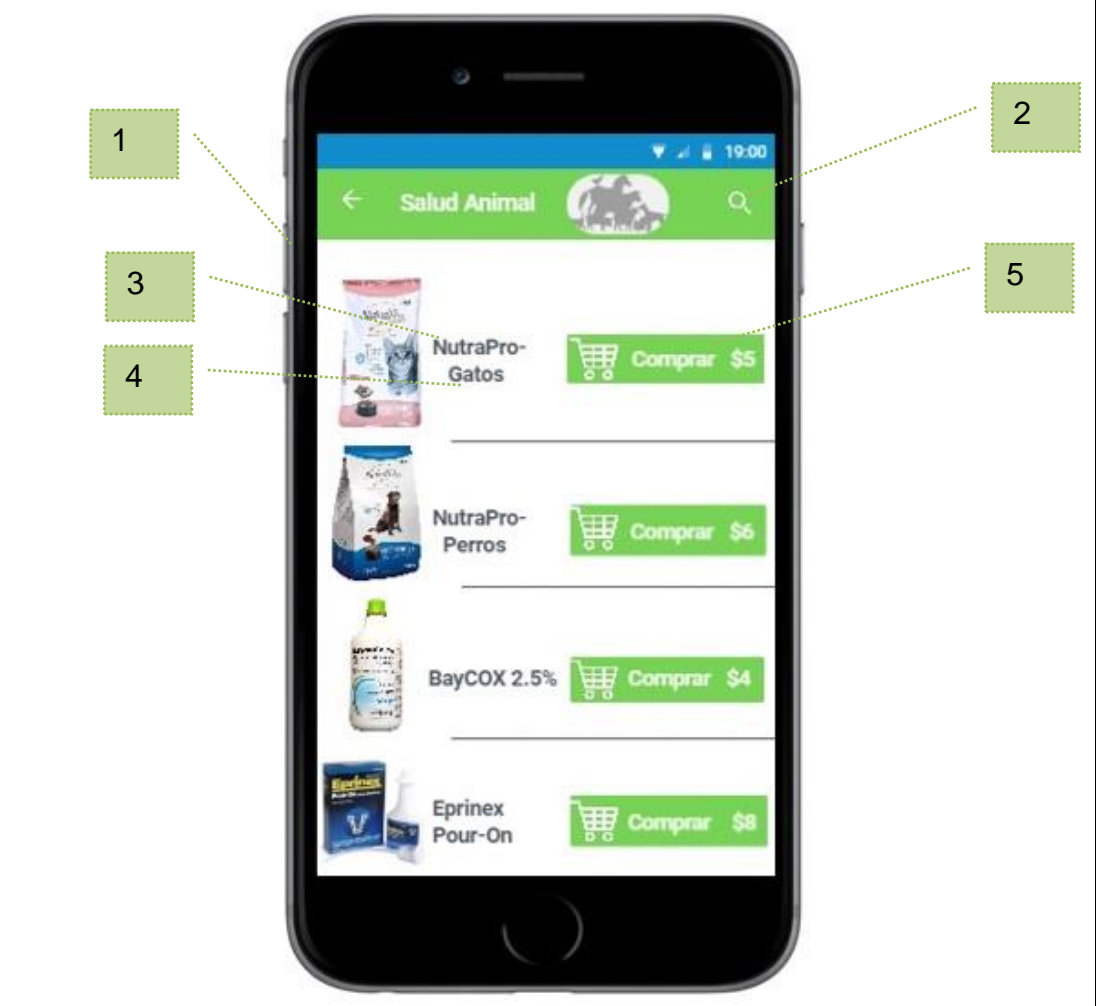 1
2
19:00
Salud Animal
3
5
NutraPro-
Gatos
Comprar $5
4
NutraPro-
Perros
Comprar $6
BayCOX 2.5%
Comprar $4
Eprinex
Eprinex
Pour-On
Comprar $8